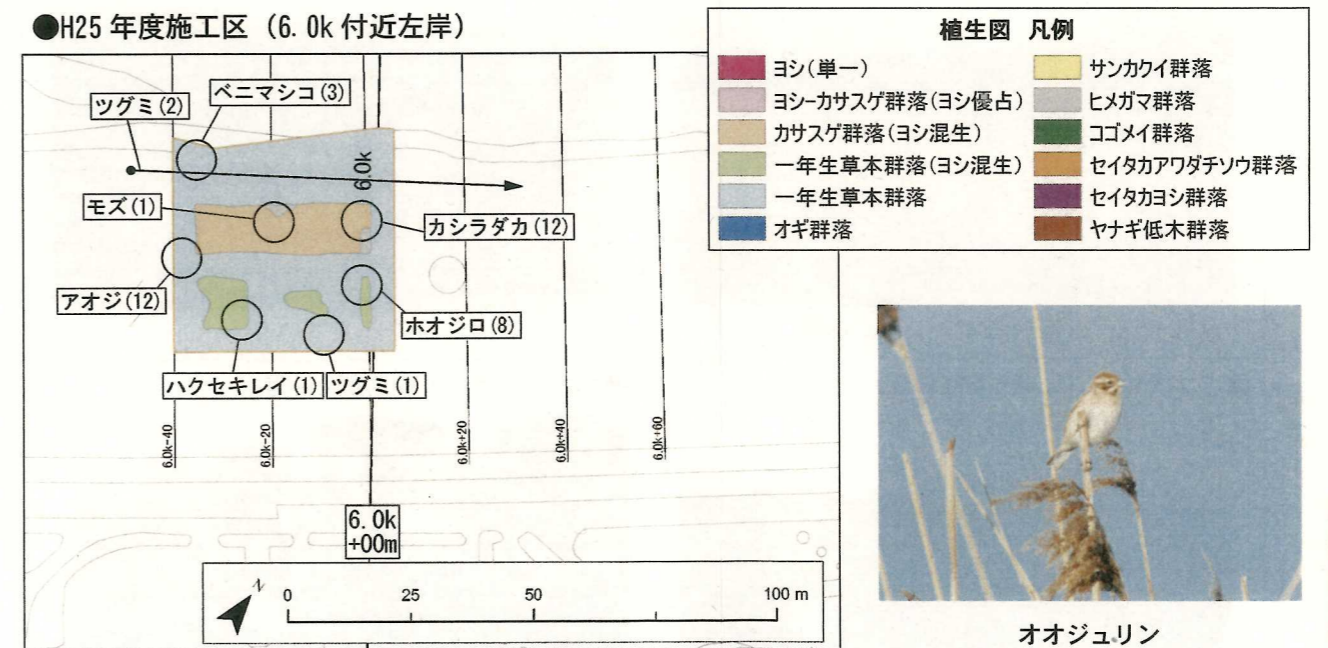 ●H25 年度施工区（6.0k 付近左岸）
植生図 凡例
ヨシ(単一)
ヨシ-カサスゲ群落(ヨシ優占)
カサスゲ群落(ヨシ混生)
一年生草本群落(ヨシ混生)
一年生草本群落
オギ群落
サンカクイ群落
ヒメガマ群落
コゴメイ群落
セイタカアワダチソウ群落
セイタカヨシ群落
ヤナギ低木群落
ツグミ(2)
ベニマシコ(3)
6.0k
モズ(1)
カシラダカ(12)
アオジ(12)
ホオジロ(8)
ハクセキレイ(1)
ツグミ(1)
6.0k-40
6.0k-20
6.0k+20
6.0k+40
6.0k+60
6.0k
+00m
N
0 25 50 100 m
オオジュリン